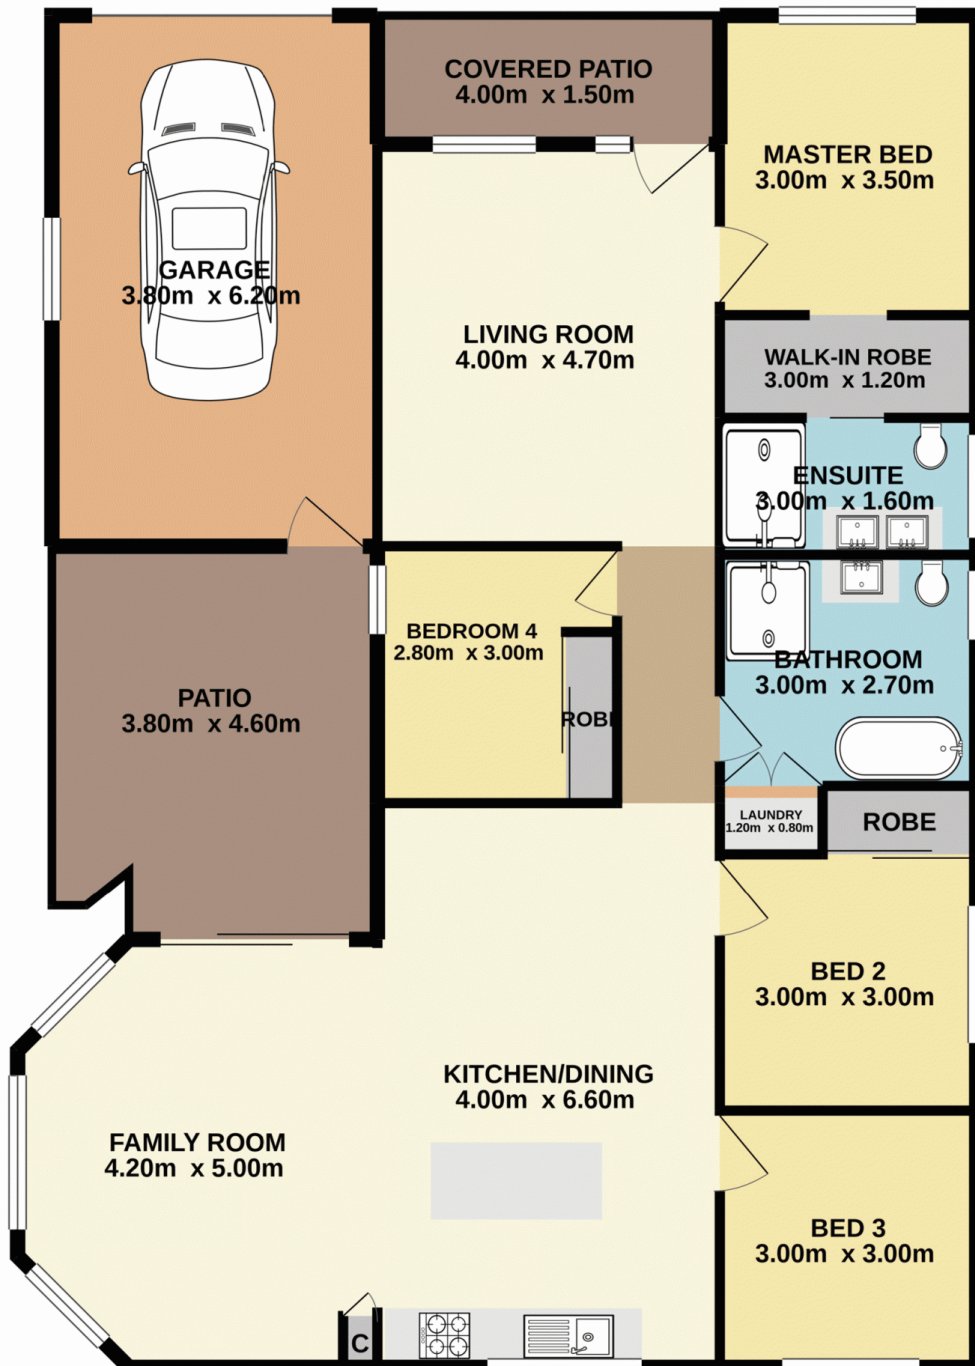 COVERED PATIO
4.00m x 1.50m
MASTER BED
3.00m x 3.50m
GARAGE
3.80m x 6.20m
LIVING ROOM
4.00m x 4.70m
WALK-IN ROBE
3.00m x 1.20m
ENSUITE
3.00m x 1.60m
BEDROOM 4
2.80m x 3.00m
BATHROOM
3.00m x 2.70m
PATIO
3.80m x 4.60m
ROBE
LAUNDRY
1.20m x 0.80m
ROBE
BED 2
3.00m x 3.00m
KITCHEN/DINING
4.00m x 6.60m
FAMILY ROOM
4.20m x 5.00m
BED 3
3.00m x 3.00m
C